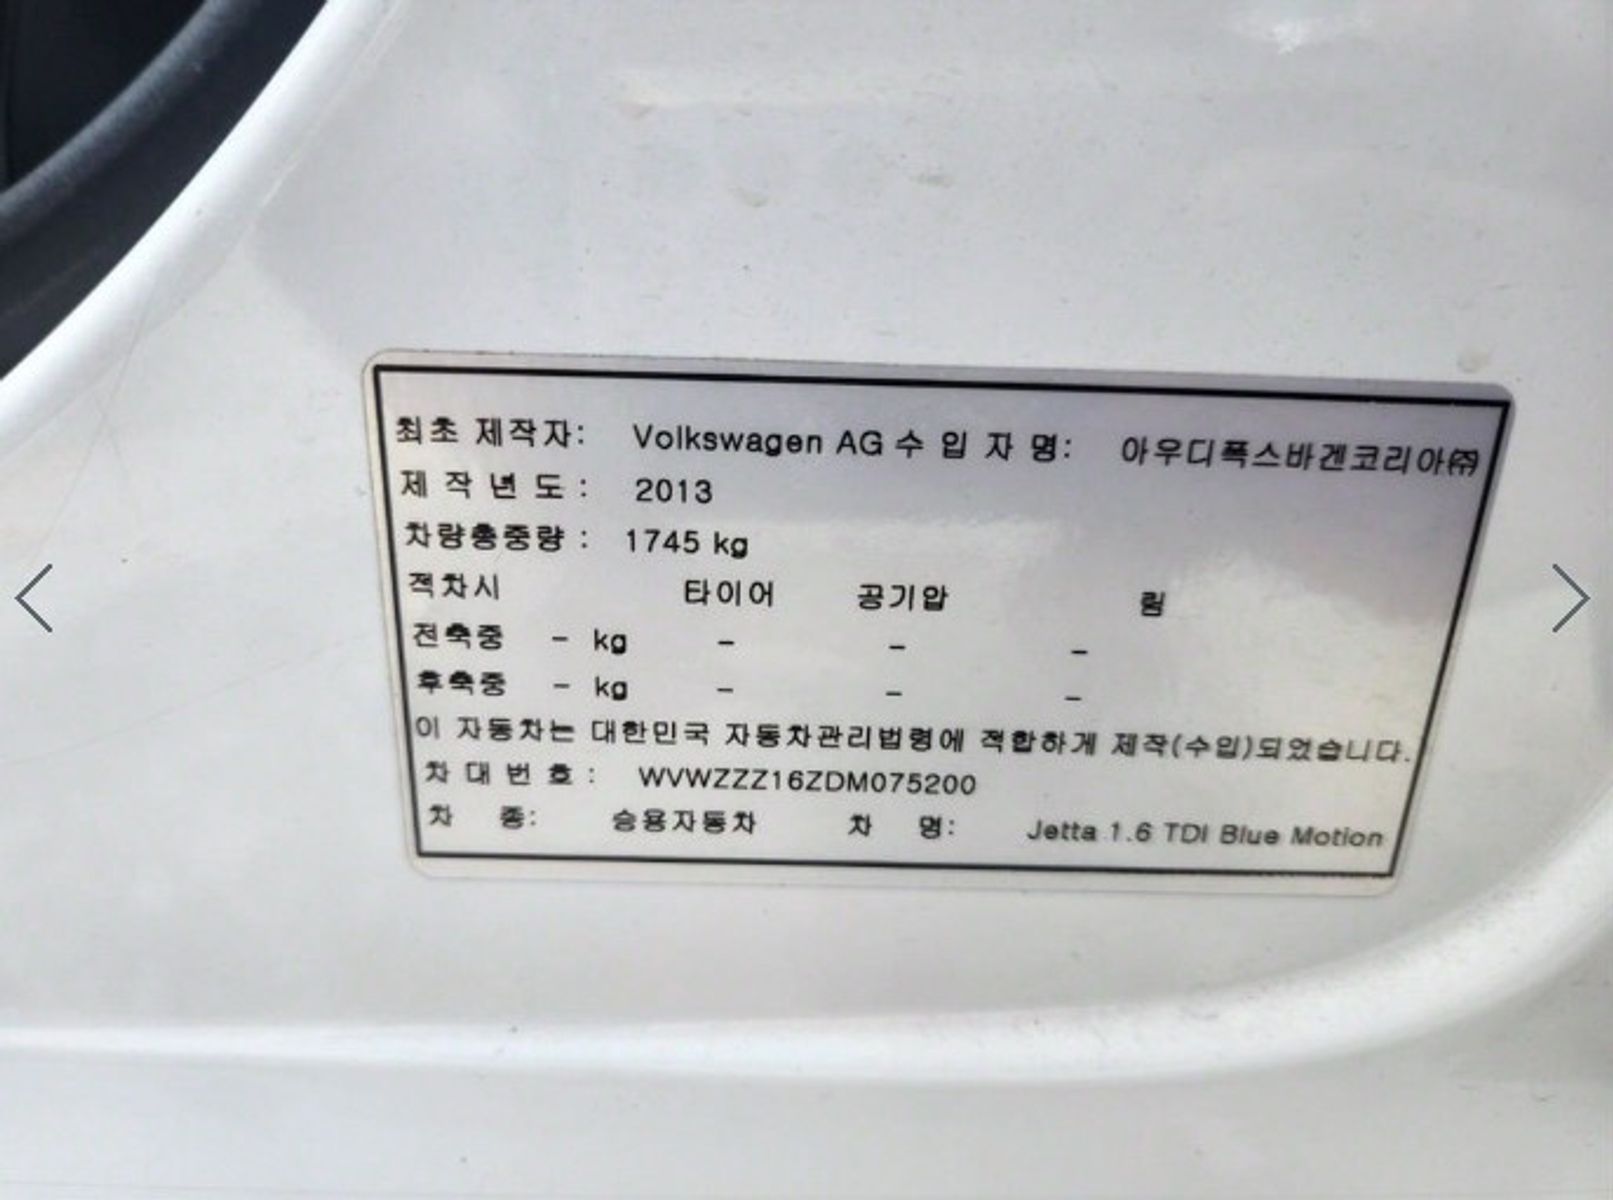 최초 제작자: Volkswagen AG 수 입 자 명: 아우디폭스바겐코리아㈜
제 작 년 도 : 2013
차량총중량 : 1745 kg
적차시 타이어 공기압 림
전축중 - kg - - -
후축중 - kg - - -
이 자동차는 대한민국 자동차관리법령에 적합하게 제작(수입)되었습니다.
차 대 번 호 : WVWZZZ16ZDM075200
차 종: 승용자동차 차 명: Jetta 1.6 TDI Blue Motion